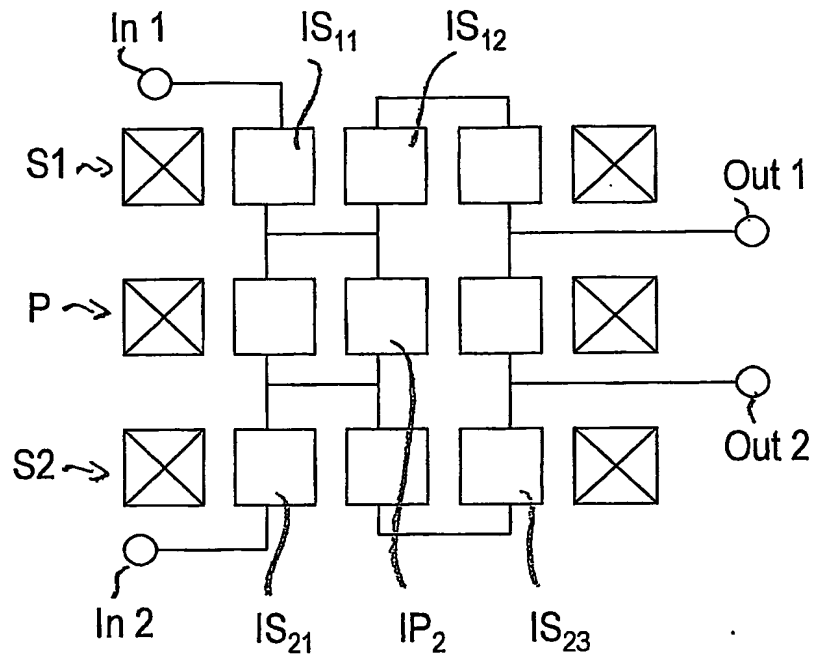 In 1
IS₁₁
IS₁₂
S1
Out 1
P
S2
Out 2
In 2
IS₂₁
IP₂
IS₂₃